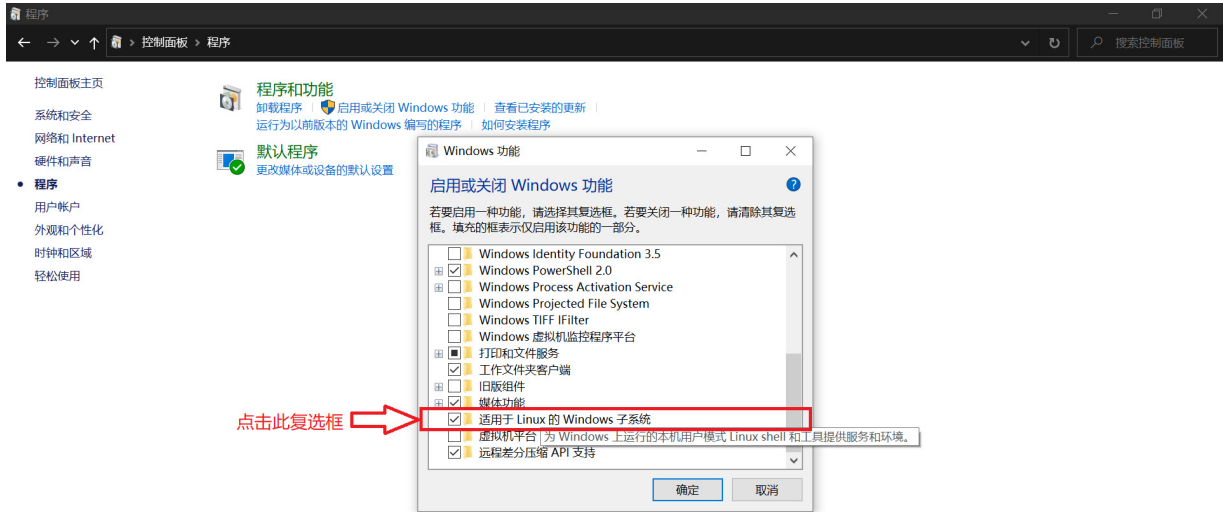 程序
控制面板 › 程序
搜索控制面板
控制面板主页
系统和安全
网络和 Internet
硬件和声音
程序
用户帐户
外观和个性化
时钟和区域
轻松使用
程序和功能
卸载程序 启用或关闭 Windows 功能 查看已安装的更新
运行为以前版本的 Windows 编写的程序 如何安装程序
默认程序
更改媒体或设备的默认设置
Windows 功能
启用或关闭 Windows 功能
若要启用一种功能，请选择其复选框。若要关闭一种功能，请清除其复选
框。填充的框表示仅启用该功能的一部分。
Windows Identity Foundation 3.5
Windows PowerShell 2.0
Windows Process Activation Service
Windows Projected File System
Windows TIFF IFilter
Windows 虚拟机监控程序平台
打印和文件服务
工作文件夹客户端
旧版组件
媒体功能
点击此复选框
适用于 Linux 的 Windows 子系统
虚拟机平台
为 Windows 上运行的本机用户模式 Linux shell 和工具提供服务和环境。
远程差分压缩 API 支持
确定 取消